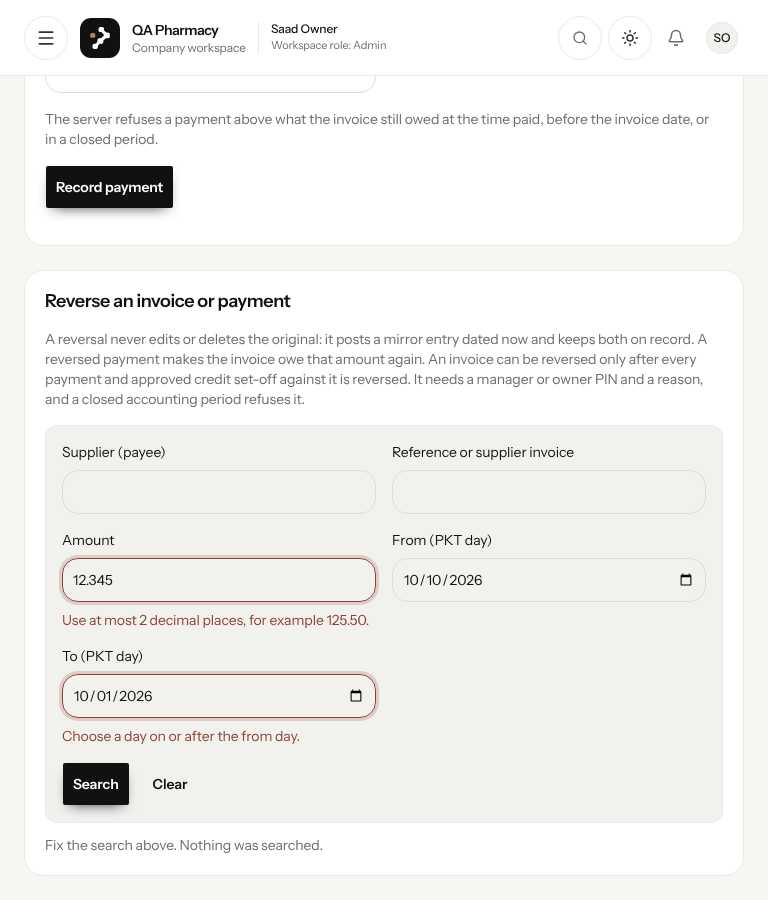 QA Pharmacy
Company workspace
Saad Owner
Workspace role: Admin
SO
The server refuses a payment above what the invoice still owed at the time paid, before the invoice date, or
in a closed period.
Record payment
Reverse an invoice or payment
A reversal never edits or deletes the original: it posts a mirror entry dated now and keeps both on record. A
reversed payment makes the invoice owe that amount again. An invoice can be reversed only after every
payment and approved credit set-off against it is reversed. It needs a manager or owner PIN and a reason,
and a closed accounting period refuses it.
Supplier (payee)
Reference or supplier invoice
Amount
From (PKT day)
12.345
10/10/2026
Use at most 2 decimal places, for example 125.50.
To (PKT day)
10/01/2026
Choose a day on or after the from day.
Search
Clear
Fix the search above. Nothing was searched.